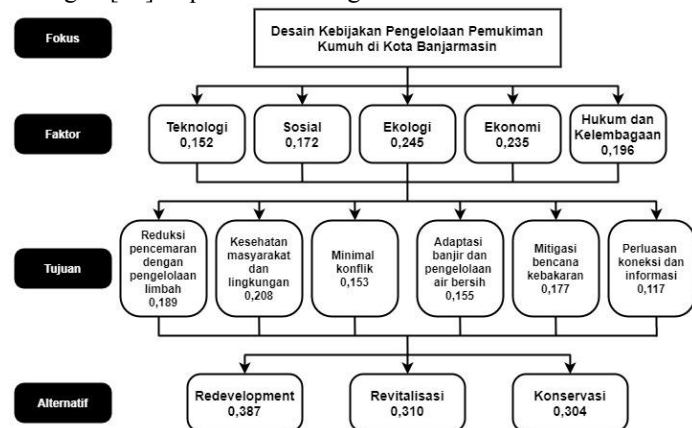 Fokus
Desain Kebijakan Pengelolaan Pemukiman
Kumuh di Kota Banjarmasin
Faktor
Teknologi
0,152
Sosial
0,172
Ekologi
0,245
Ekonomi
0,235
Hukum dan
Kelembagaan
0,196
Tujuan
Reduksi
pencemaran
dengan
pengelolaan
limbah
0,189
Kesehatan
masyarakat
dan
lingkungan
0,208
Minimal
konflik
0,153
Adaptasi
banjir dan
pengelolaan
air bersih
0,155
Mitigasi
bencana
kebakaran
0,177
Perluasan
koneksi dan
informasi
0,117
Alternatif
Redevelopment
0,387
Revitalisasi
0,310
Konservasi
0,304